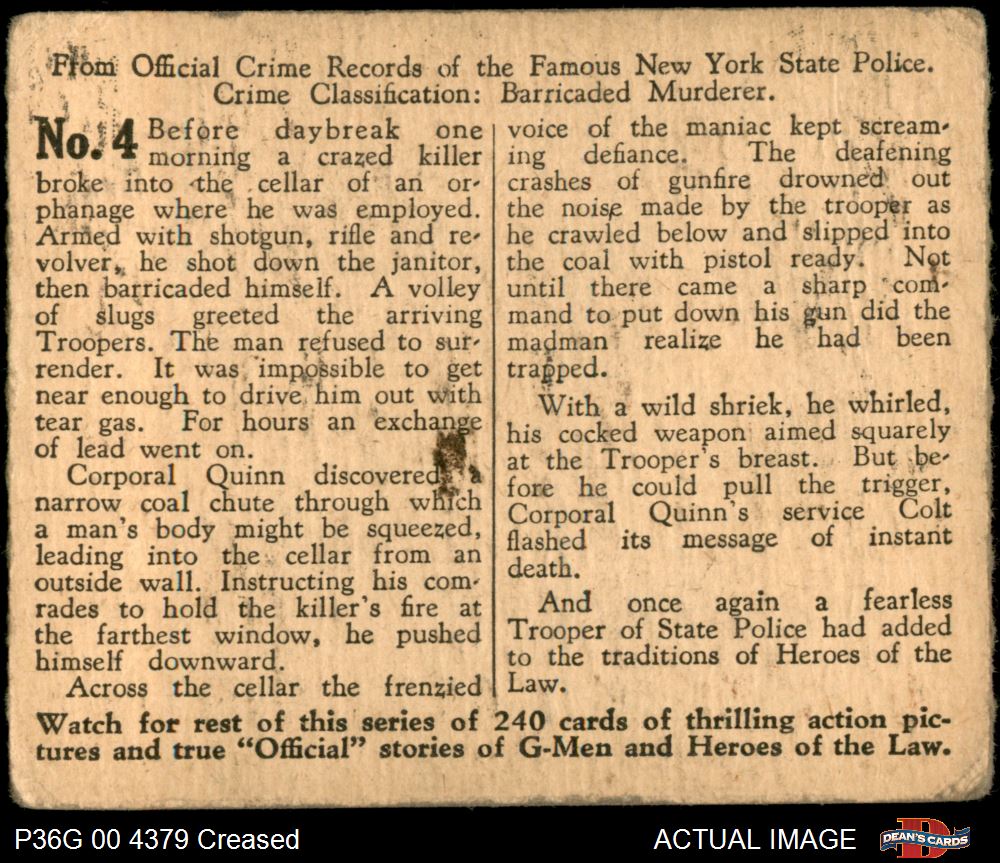 From Official Crime Records of the Famous New York State Police.
Crime Classification: Barricaded Murderer.
No. 4 Before daybreak one
morning a crazed killer
broke into the cellar of an or-
phanage where he was employed.
Armed with shotgun, rifle and re-
volver, he shot down the janitor,
then barricaded himself. A volley
of slugs greeted the arriving
Troopers. The man refused to sur-
render. It was impossible to get
near enough to drive him out with
tear gas. For hours an exchange
of lead went on.
Corporal Quinn discovered a
narrow coal chute through which
a man's body might be squeezed,
leading into the cellar from an
outside wall. Instructing his com-
rades to hold the killer's fire at
the farthest window, he pushed
himself downward.
Across the cellar the frenzied
voice of the maniac kept scream-
ing defiance. The deafening
crashes of gunfire drowned out
the noise made by the trooper as
he crawled below and slipped into
the coal with pistol ready. Not
until there came a sharp com-
mand to put down his gun did the
madman realize he had been
trapped.
With a wild shriek, he whirled,
his cocked weapon aimed squarely
at the Trooper's breast. But be-
fore he could pull the trigger,
Corporal Quinn's service Colt
flashed its message of instant
death.
And once again a fearless
Trooper of State Police had added
to the traditions of Heroes of the
Law.
Watch for rest of this series of 240 cards of thrilling action pic-
tures and true "Official" stories of G-Men and Heroes of the Law.
P36G 00 4379 Creased
ACTUAL IMAGE
DEAN'S CARDS